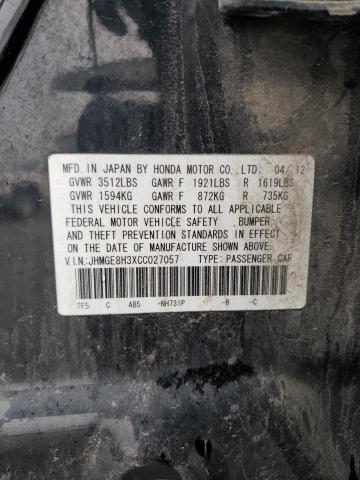 MFD. IN JAPAN BY HONDA MOTOR CO., LTD. 04/12
GVWR 3512LBS GAWR F 1921LBS R 1619LBS
GVWR 1594KG GAWR F 872KG R 735KG
THIS VEHICLE CONFORMS TO ALL APPLICABLE
FEDERAL MOTOR VEHICLE SAFETY , BUMPER,
AND THEFT PREVENTION STANDARDS IN EFFECT
ON THE DATE OF MANUFACTURE SHOWN ABOVE.
V.I.N:JHMGE8H3XCC027057 TYPE: PASSENGER CAR
TF5 C AB5 -NH731P -B -C